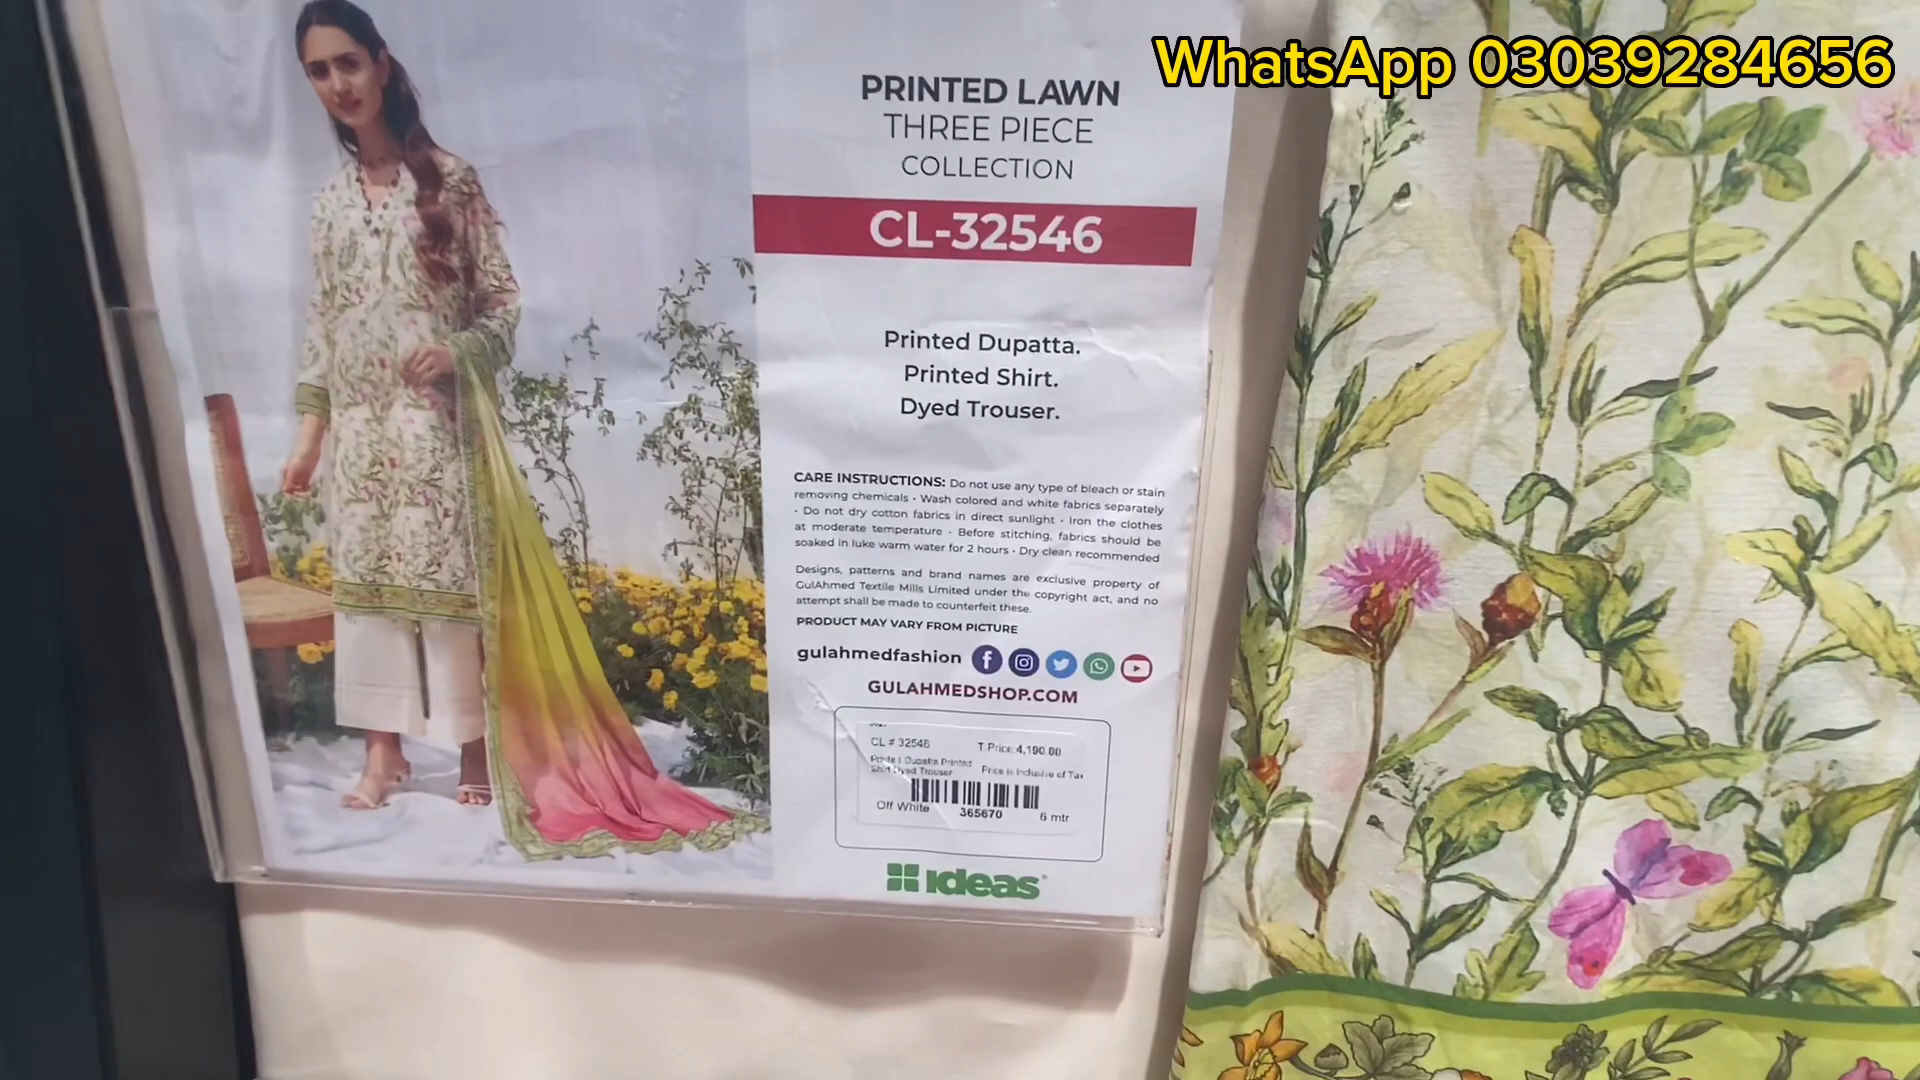 WhatsApp 03039284656
PRINTED LAWN
THREE PIECE
COLLECTION
CL-32546
Printed Dupatta.
Printed Shirt.
Dyed Trouser.
CARE INSTRUCTIONS: Do not use any type of bleach or stain
removing chemicals • Wash colored and white fabrics separately
• Do not dry cotton fabrics in direct sunlight • Iron the clothes
at moderate temperature • Before stitching, fabrics should be
soaked in luke warm water for 2 hours • Dry clean recommended
Designs, patterns and brand names are exclusive property of
GulAhmed Textile Mills Limited under the copyright act, and no
attempt shall be made to counterfeit these.
PRODUCT MAY VARY FROM PICTURE
gulahmedfashion
GULAHMEDSHOP.COM
CL # 32546 T.Price 4,190.00
Dupatta Printed
Dyed Trouser Price is Inclusive of Tax
Off White 365670 6 mtr
ideas